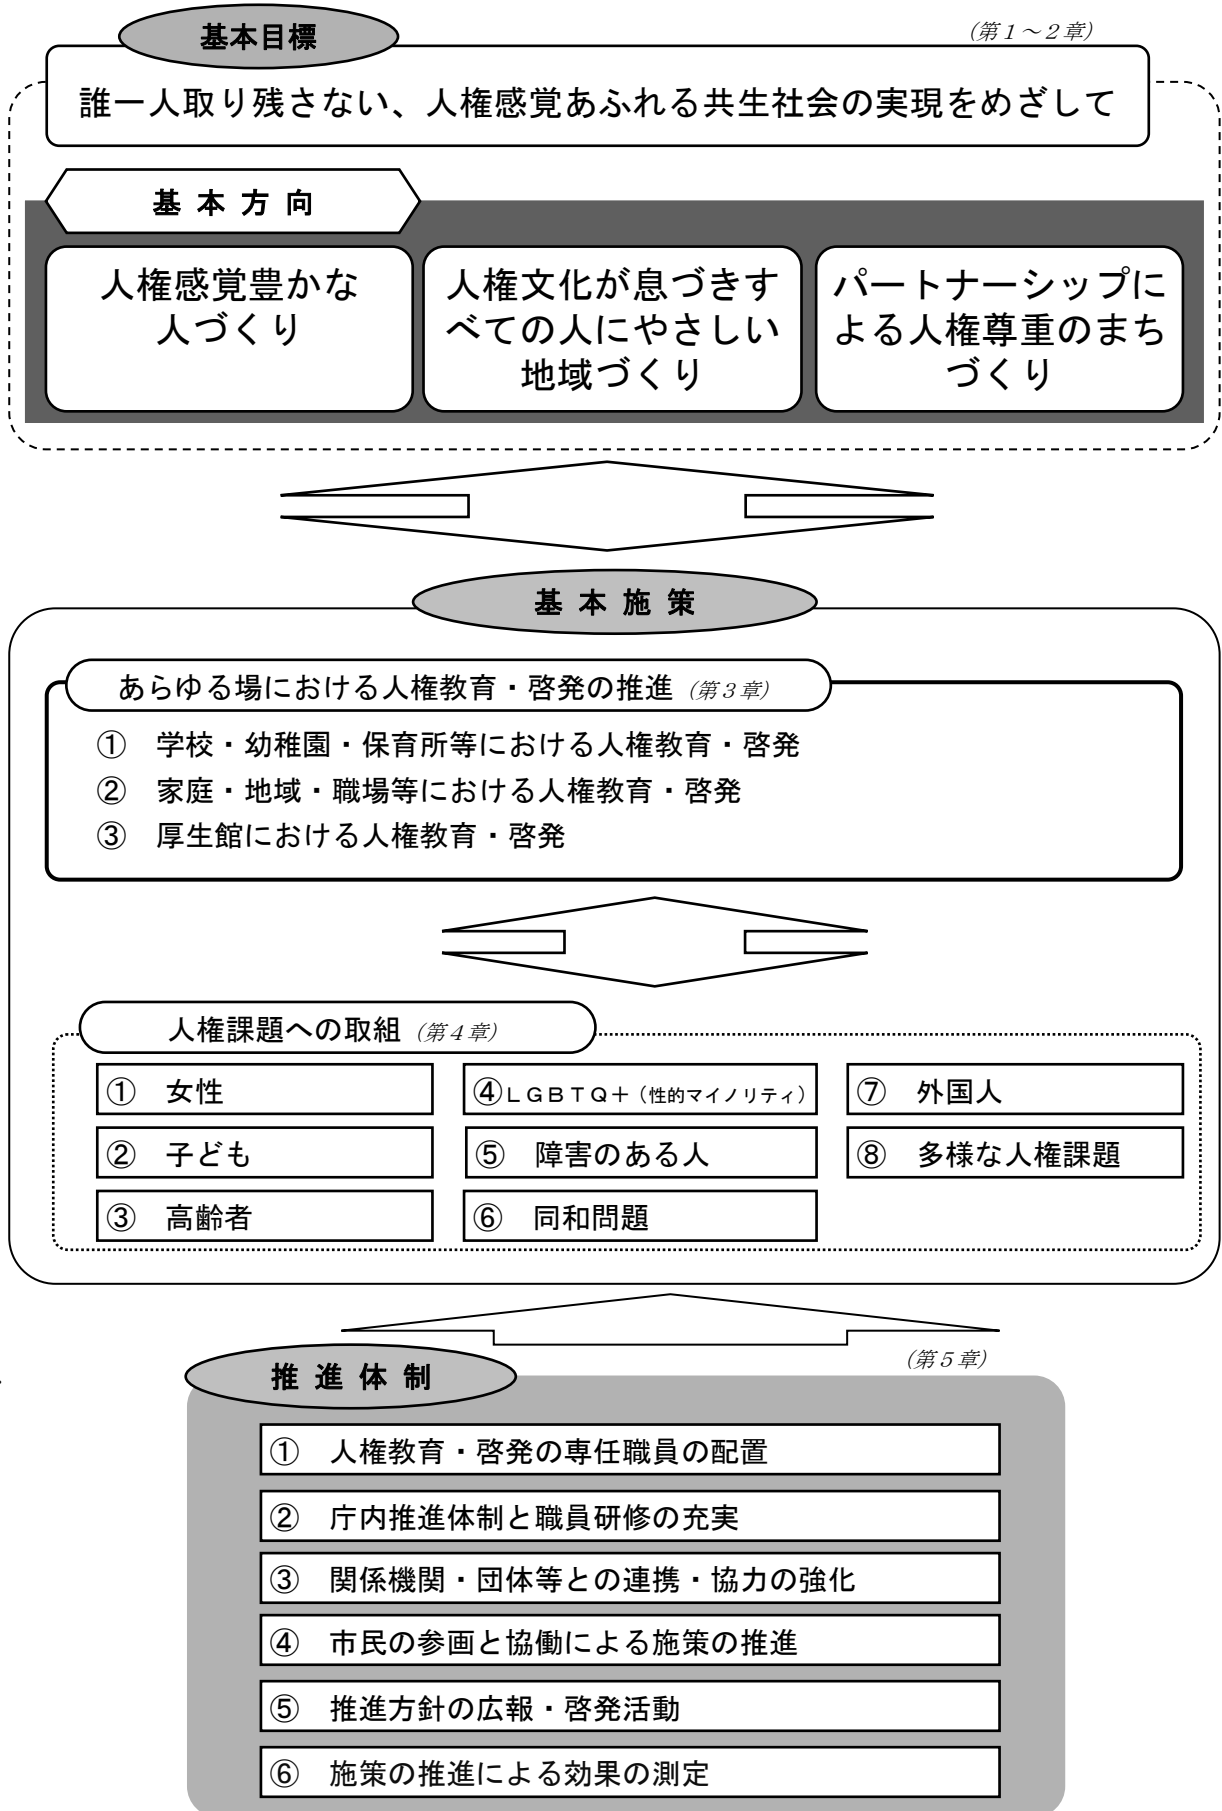 基本目標
(第1～2章)
誰一人取り残さない、人権感覚あふれる共生社会の実現をめざして
基本方向
人権感覚豊かな
人づくり
人権文化が息づきす
べての人にやさしい
地域づくり
パートナーシップに
よる人権尊重のまち
づくり
基本施策
あらゆる場における人権教育・啓発の推進 (第3章)
① 学校・幼稚園・保育所等における人権教育・啓発
② 家庭・地域・職場等における人権教育・啓発
③ 厚生館における人権教育・啓発
人権課題への取組 (第4章)
① 女性
② 子ども
③ 高齢者
④LGBTQ＋（性的マイノリティ）
⑤ 障害のある人
⑥ 同和問題
⑦ 外国人
⑧ 多様な人権課題
(第5章)
推進体制
① 人権教育・啓発の専任職員の配置
② 庁内推進体制と職員研修の充実
③ 関係機関・団体等との連携・協力の強化
④ 市民の参画と協働による施策の推進
⑤ 推進方針の広報・啓発活動
⑥ 施策の推進による効果の測定